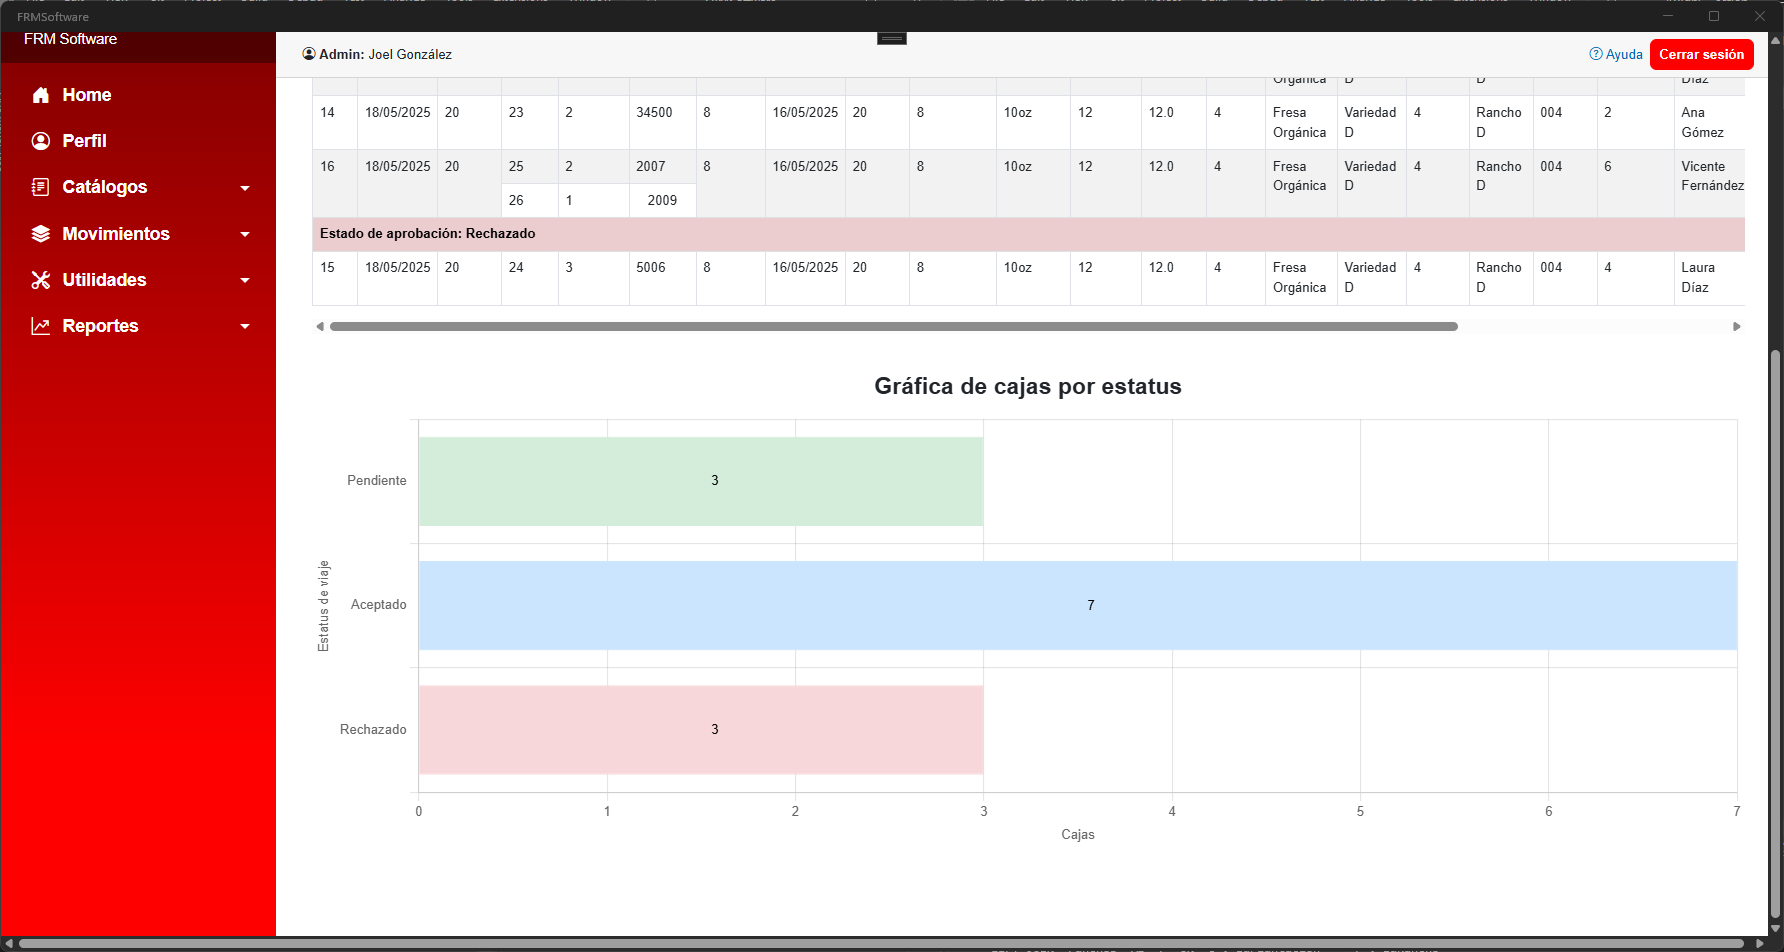 FRMSoftware
FRM Software
Home
Perfil
Catálogos
Movimientos
Utilidades
Reportes
Admin: Joel González
Ayuda
Cerrar sesión
Orgánica D D Díaz
14 18/05/2025 20 23 2 34500 8 16/05/2025 20 8 10oz 12 12.0 4 Fresa Variedad 4 Rancho 004 2 Ana
Orgánica D D Gómez
16 18/05/2025 20 25 2 2007 8 16/05/2025 20 8 10oz 12 12.0 4 Fresa Variedad 4 Rancho 004 6 Vicente
Orgánica D D Fernández
26 1 2009
Estado de aprobación: Rechazado
15 18/05/2025 20 24 3 5006 8 16/05/2025 20 8 10oz 12 12.0 4 Fresa Variedad 4 Rancho 004 4 Laura
Orgánica D D Díaz
Gráfica de cajas por estatus
Estatus de viaje
Pendiente 3
Aceptado 7
Rechazado 3
0 1 2 3 4 5 6 7
Cajas